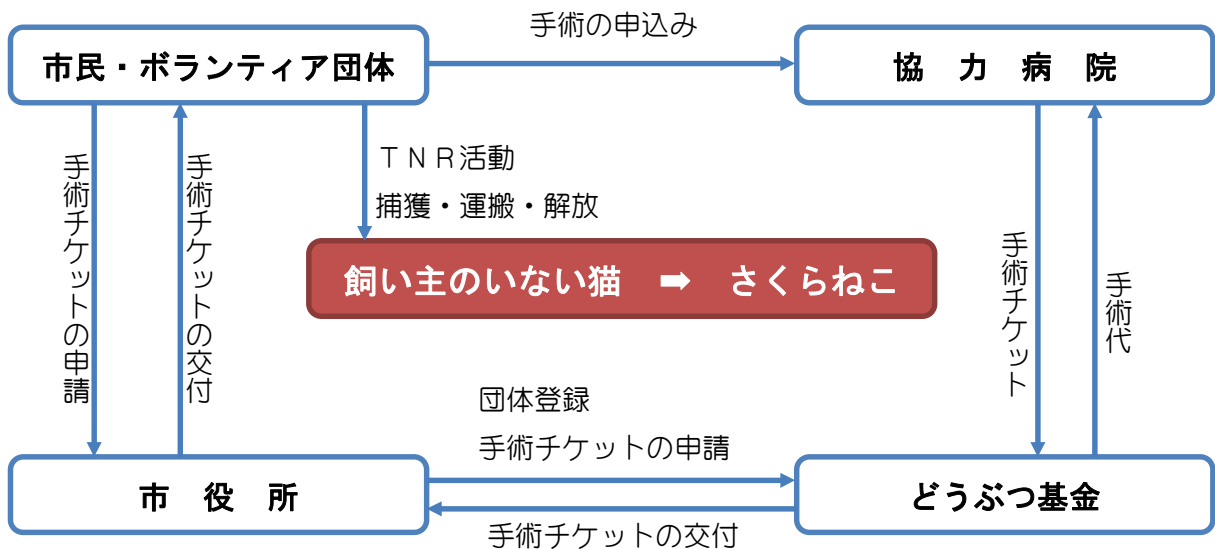 手術の申込み
市民・ボランティア団体
協　力　病　院
手術チケットの申請
手術チケットの交付
ＴＮＲ活動
捕獲・運搬・解放
飼い主のいない猫　➡　さくらねこ
手術チケット
手術代
団体登録
手術チケットの申請
市　役　所
どうぶつ基金
手術チケットの交付